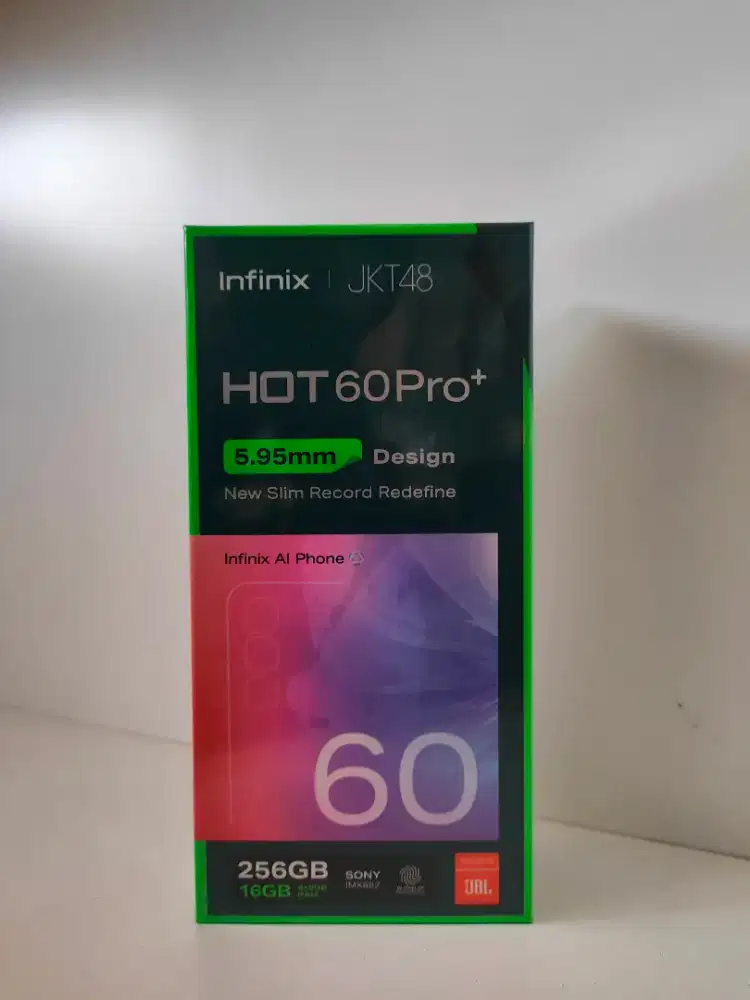 Infinix | JKT48
HOT 60 Pro+
5.95mm Design
New Slim Record Redefine
Infinix AI Phone
60
256GB
16GB
SONY
JBL